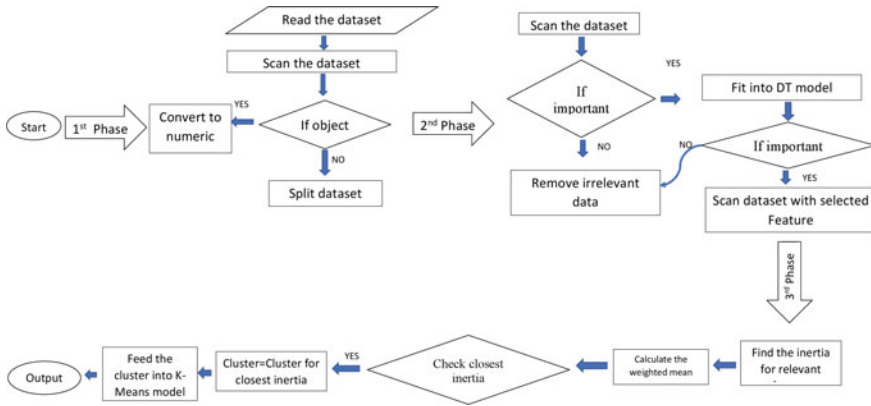 Read the dataset
Scan the dataset
If object
YES
Convert to
numeric
NO
Split dataset
Start
1st Phase
2nd Phase
Scan the dataset
If
important
YES
NO
Remove irrelevant
data
Fit into DT model
If important
NO
YES
Scan dataset with selected
Feature
3rd Phase
Find the inertia
for relevant
Calculate the
weighted mean
Check closest
inertia
YES
Cluster=Cluster for
closest inertia
Feed the
cluster into K-
Means model
Output